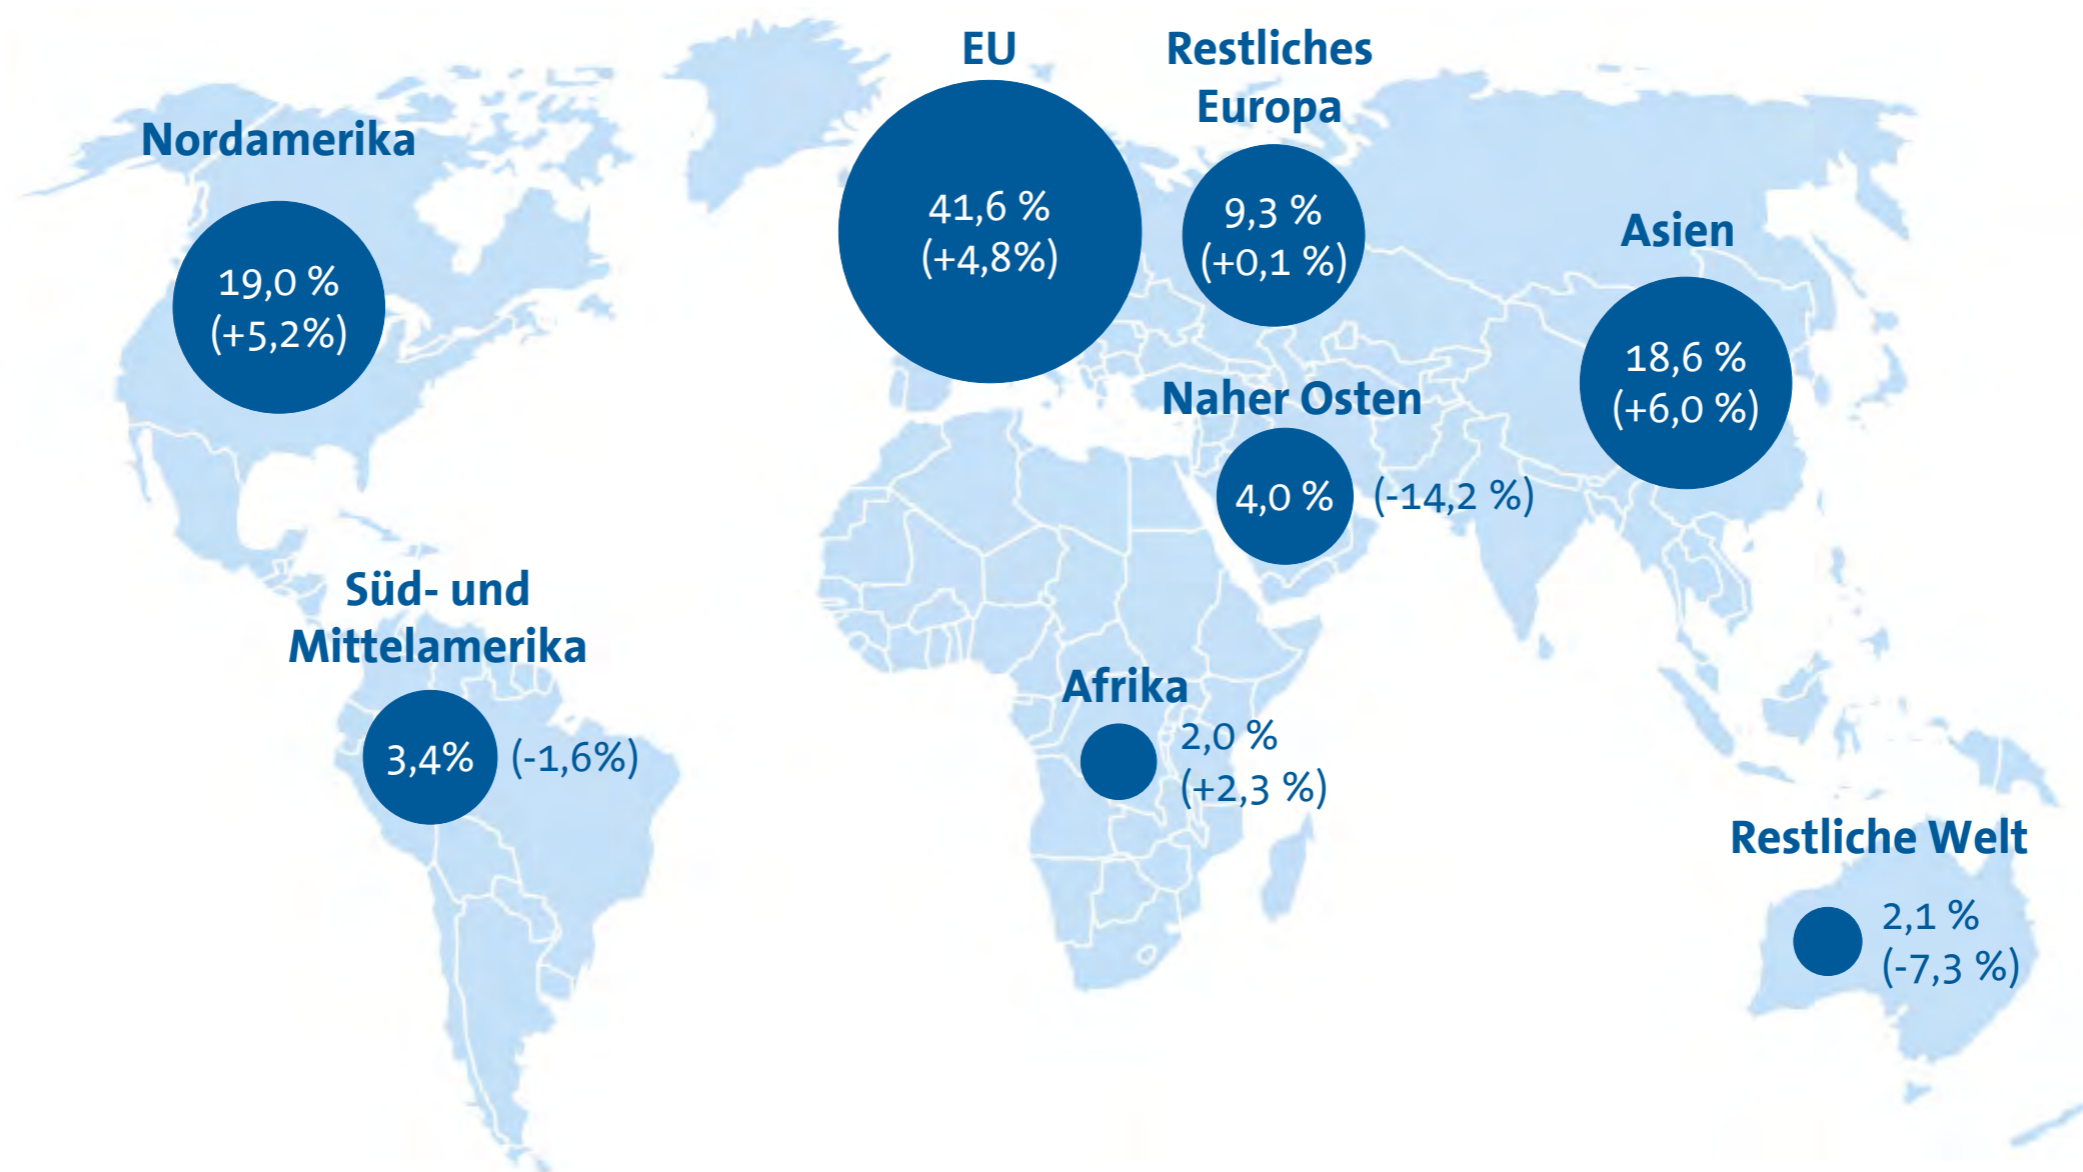 EU
41,6 %
(+4,8%)
Restliches
Europa
9,3 %
(+0,1 %)
Nordamerika
19,0 %
(+5,2%)
Asien
18,6 %
(+6,0 %)
Naher Osten
4,0 % (-14,2 %)
Süd- und
Mittelamerika
3,4% (-1,6%)
Afrika
2,0 %
(+2,3 %)
Restliche Welt
2,1 %
(-7,3 %)